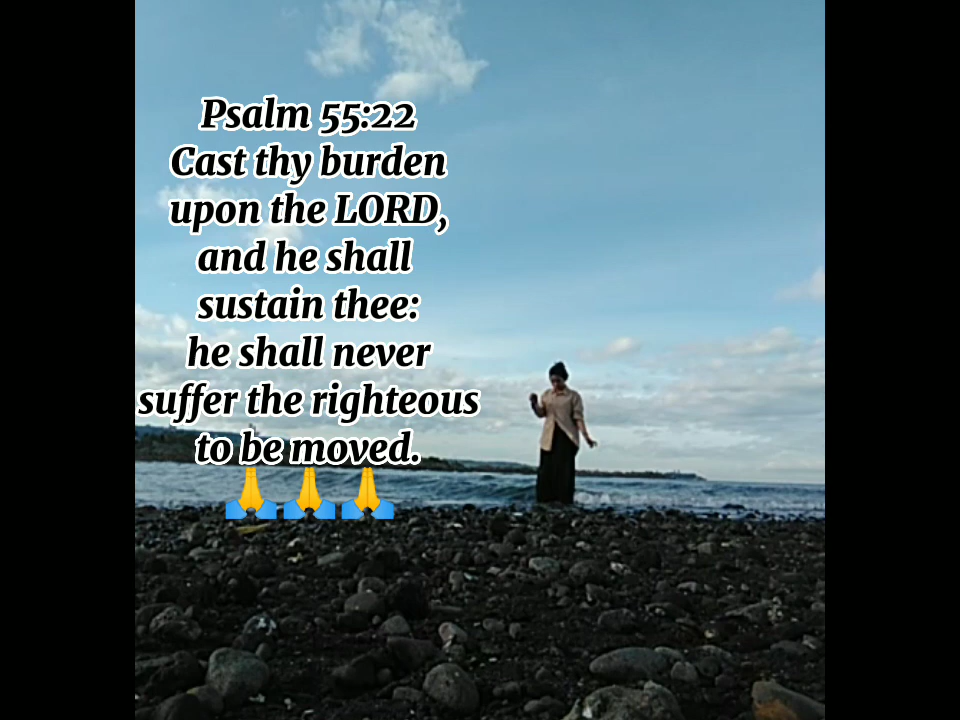 Psalm 55:22
Cast thy burden
upon the LORD,
and he shall
sustain thee:
he shall never
suffer the righteous
to be moved.
🙏🙏🙏